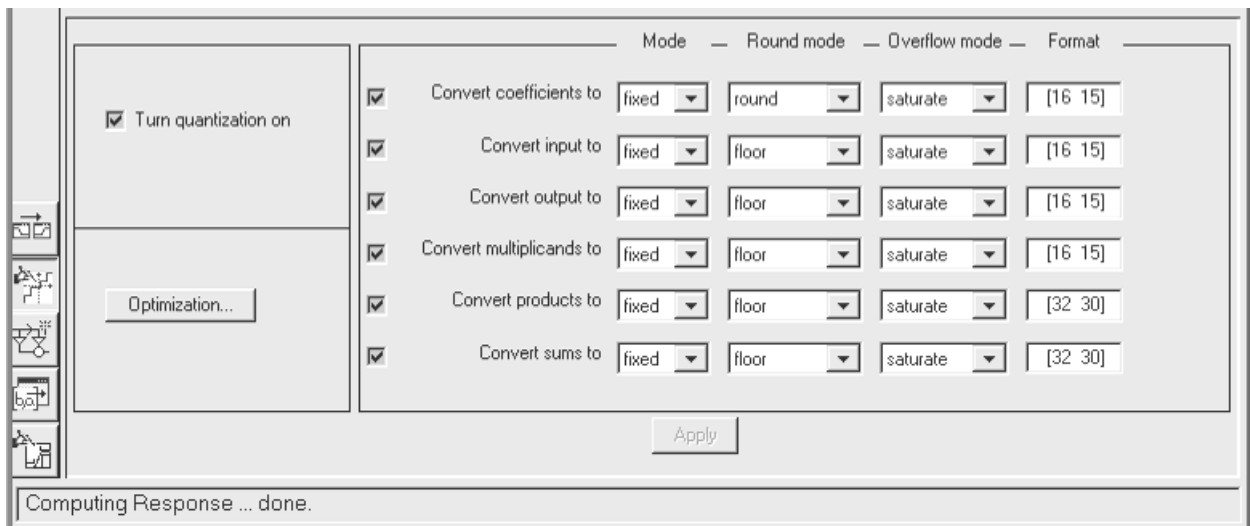 Mode Round mode Overflow mode Format
Turn quantization on
Convert coefficients to fixed round saturate [16 15]
Convert input to fixed floor saturate [16 15]
Convert output to fixed floor saturate [16 15]
Convert multiplicands to fixed floor saturate [16 15]
Optimization...
Convert products to fixed floor saturate [32 30]
Convert sums to fixed floor saturate [32 30]
Apply
Computing Response ... done.